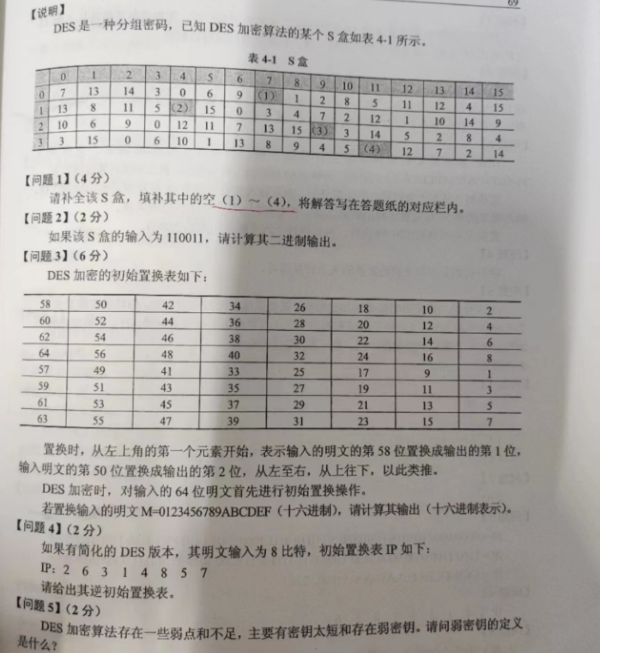 69
【说明】
DES 是一种分组密码，已知 DES 加密算法的某个 S 盒如表 4-1 所示。
表 4-1 S 盒
0 1 2 3 4 5 6 7 8 9 10 11 12 13 14 15
0 7 13 14 3 0 6 9 (1) 1 2 8 5 11 12 4 15
1 13 8 11 5 (2) 15 0 3 4 7 2 12 1 10 14 9
2 10 6 9 0 12 11 7 13 15 (3) 3 14 5 2 8 4
3 3 15 0 6 10 1 13 8 9 4 5 (4) 12 7 2 14
【问题 1】（4 分）
请补全该 S 盒，填补其中的空（1）～（4），将解答写在答题纸的对应栏内。
【问题 2】（2 分）
如果该 S 盒的输入为 110011，请计算其二进制输出。
【问题 3】（6 分）
DES 加密的初始置换表如下：
58 50 42 34 26 18 10 2
60 52 44 36 28 20 12 4
62 54 46 38 30 22 14 6
64 56 48 40 32 24 16 8
57 49 41 33 25 17 9 1
59 51 43 35 27 19 11 3
61 53 45 37 29 21 13 5
63 55 47 39 31 23 15 7
置换时，从左上角的第一个元素开始，表示输入的明文的第 58 位置换成输出的第 1 位，
输入明文的第 50 位置换成输出的第 2 位，从左至右，从上往下，以此类推。
DES 加密时，对输入的 64 位明文首先进行初始置换操作。
若置换输入的明文 M=0123456789ABCDEF（十六进制），请计算其输出（十六进制表示）。
【问题 4】（2 分）
如果有简化的 DES 版本，其明文输入为 8 比特，初始置换表 IP 如下：
IP：2 6 3 1 4 8 5 7
请给出其逆初始置换表。
【问题 5】（2 分）
DES 加密算法存在一些弱点和不足，主要有密钥太短和存在弱密钥。请问弱密钥的定义
是什么？